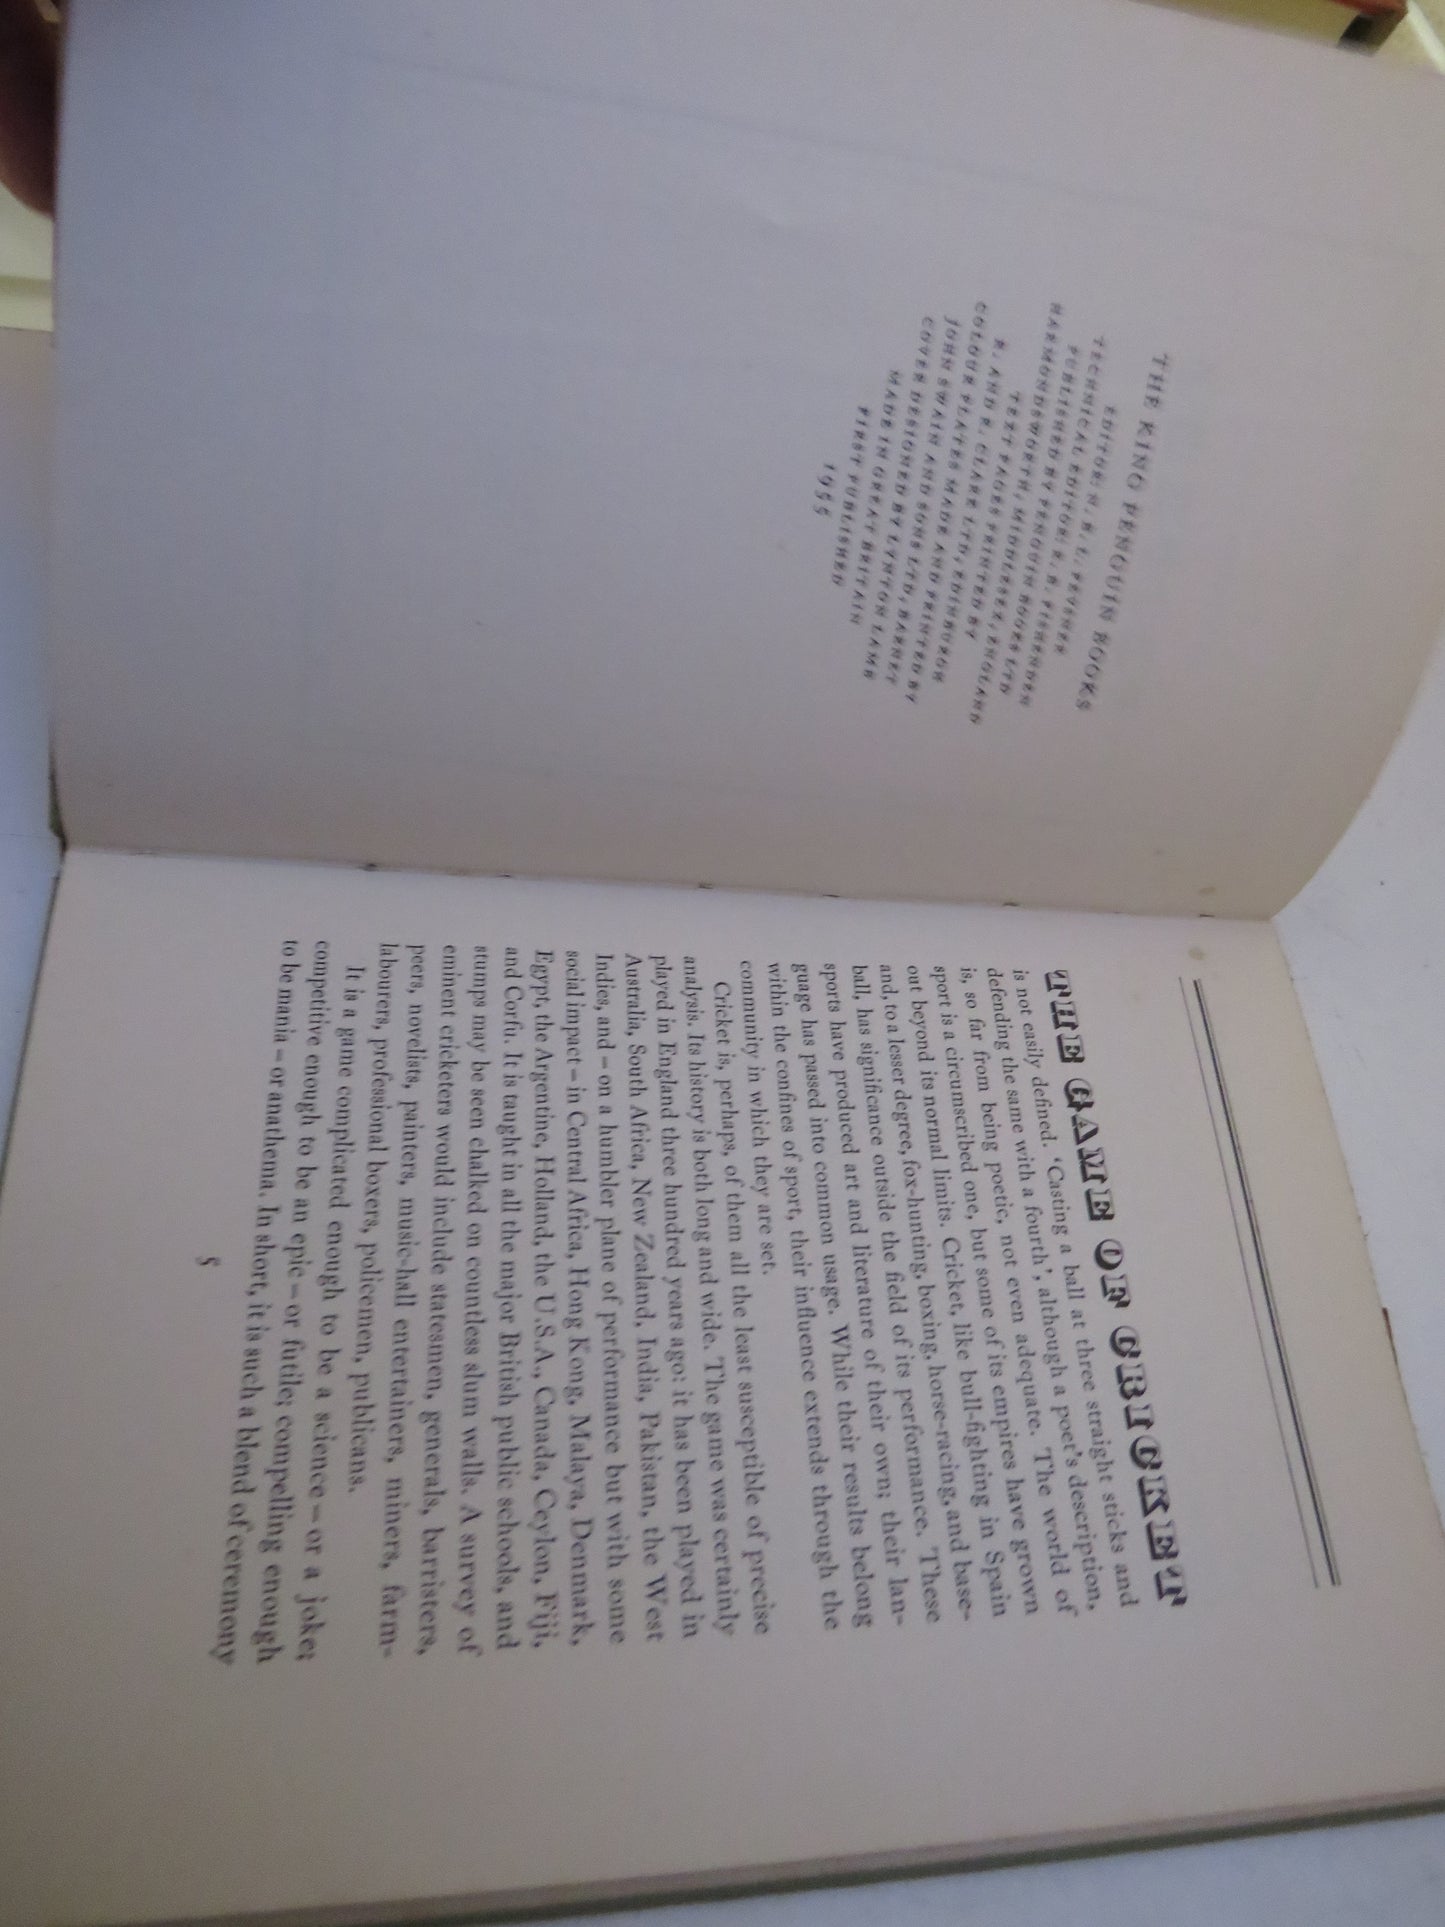 THE KING PENGUIN BOOKS
EDITOR: N. B. L. PEVSNER
TECHNICAL EDITOR: R. B. FISHENDEN
PUBLISHED BY PENGUIN BOOKS LTD
HARMONDSWORTH, MIDDLESEX, ENGLAND
TEXT PAGES PRINTED BY
R. AND R. CLARK LTD, EDINBURGH
COLOUR PLATES MADE AND PRINTED BY
JOHN SWAIN AND SONS LTD, BARNET
COVER DESIGNED BY LYNTON LAMB
MADE IN GREAT BRITAIN
FIRST PUBLISHED
1955
THE GAME OF CRICKET
is not easily defined. ‘Casting a ball at three straight sticks and
defending the same with a fourth’, although a poet’s description,
is, so far from being poetic, not even adequate. The world of
sport is a circumscribed one, but some of its empires have grown
out beyond its normal limits. Cricket, like bull-fighting in Spain
and, to a lesser degree, fox-hunting, boxing, horse-racing, and base-
ball, has significance outside the field of its performance. These
sports have produced art and literature of their own; their lan-
guage has passed into common usage. While their results belong
within the confines of sport, their influence extends through the
community in which they are set.
Cricket is, perhaps, of them all the least susceptible of precise
analysis. Its history is both long and wide. The game was certainly
played in England three hundred years ago: it has been played in
Australia, South Africa, New Zealand, India, Pakistan, the West
Indies, and – on a humbler plane of performance but with some
social impact – in Central Africa, Hong Kong, Malaya, Denmark,
Egypt, the Argentine, Holland, the U.S.A., Canada, Ceylon, Fiji,
and Corfu. It is taught in all the major British public schools, and
stumps may be seen chalked on countless slum walls. A survey of
eminent cricketers would include statesmen, generals, barristers,
peers, novelists, painters, music-hall entertainers, miners, farm-
labourers, professional boxers, policemen, publicans.
It is a game complicated enough to be a science – or a joke;
competitive enough to be an epic – or futile; compelling enough
to be mania – or anathema. In short, it is such a blend of ceremony
5